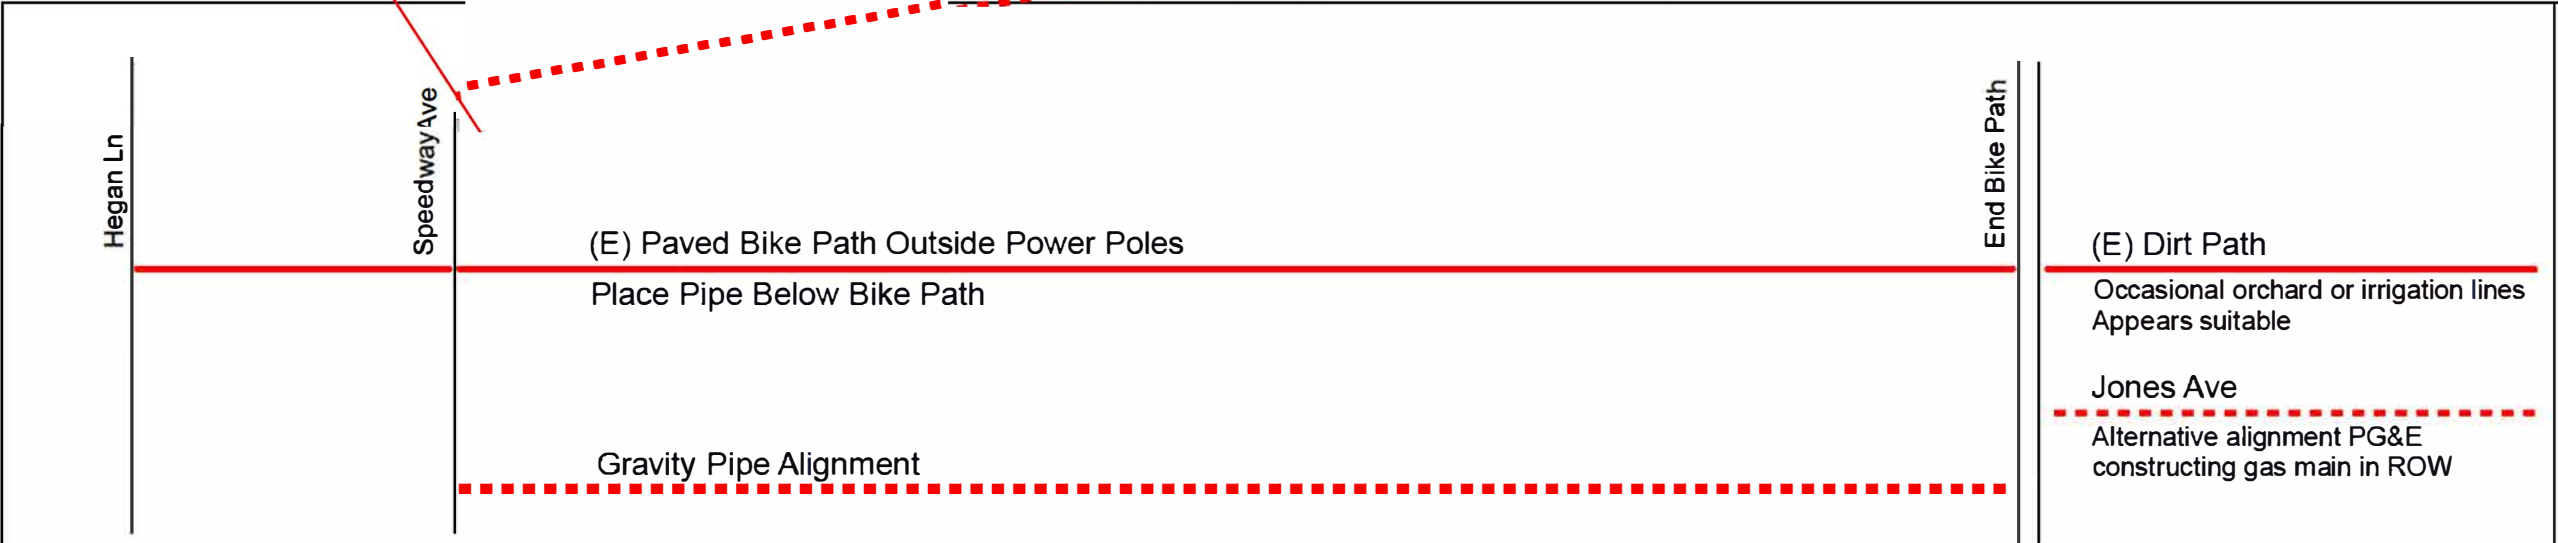 Hegan Ln
Speedway Ave
(E) Paved Bike Path Outside Power Poles
Place Pipe Below Bike Path
Gravity Pipe Alignment
End Bike Path
(E) Dirt Path
Occasional orchard or irrigation lines
Appears suitable
Jones Ave
Alternative alignment PG&E
constructing gas main in ROW